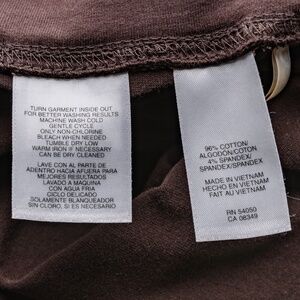 TURN GARMENT INSIDE OUT
FOR BETTER WASHING RESULTS
MACHINE WASH COLD
GENTLE CYCLE
ONLY NON-CHLORINE
BLEACH WHEN NEEDED
TUMBLE DRY LOW
WARM IRON IF NECESSARY
CAN BE DRY CLEANED
LAVE CON AL PARTE DE
ADENTRO HACIA AFUERA PARA
MEJORES RESULTADOS
LAVADO A MAQUINA
CON AGUA FRIA
CICLO DELICADO
SOLAMENTE BLANQUEADOR
SIN CLORO, SI ES NECESARIO
96% COTTON/
ALGODÓN/COTON
4% SPANDEX/
SPANDEX/SPANDEX
MADE IN VIETNAM
HECHO EN VIETNAM
FAIT AU VIETNAM
RN 54050
CA 08349